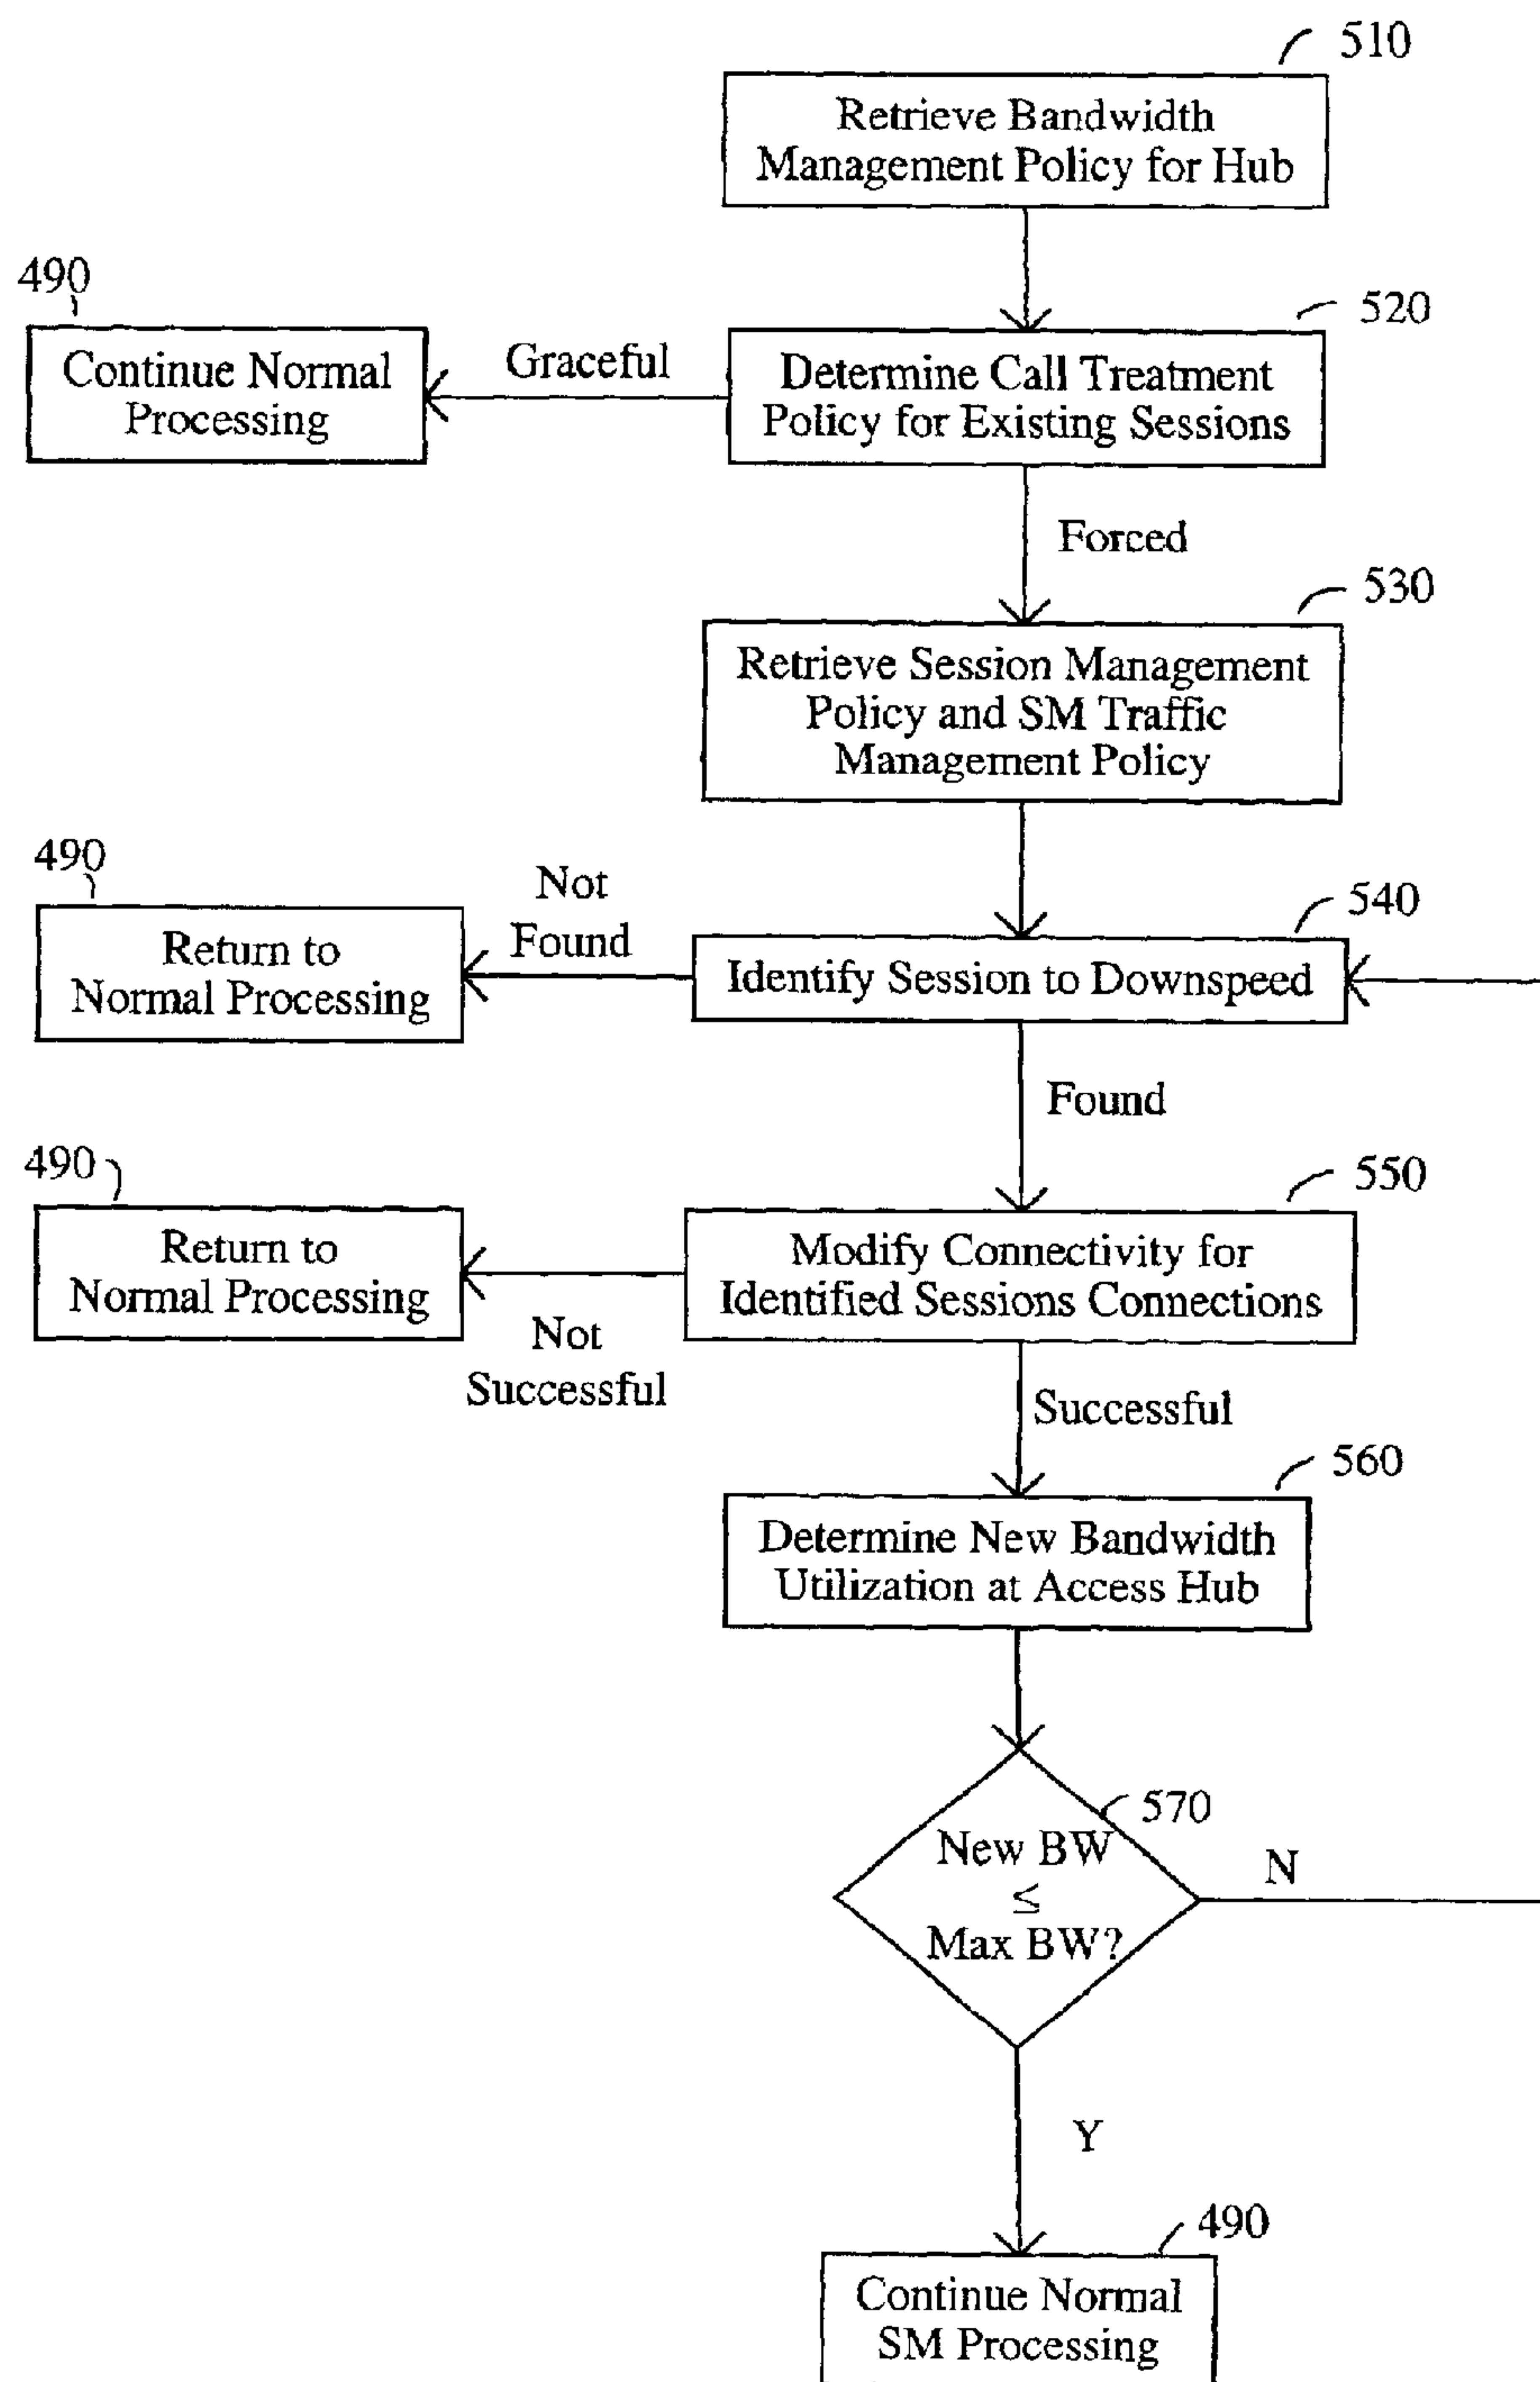 510
Retrieve Bandwidth
Management Policy for Hub
490
Continue Normal
Processing
Graceful
520
Determine Call Treatment
Policy for Existing Sessions
Forced
530
Retrieve Session Management
Policy and SM Traffic
Management Policy
490
Return to
Normal Processing
Not
Found
540
Identify Session to Downspeed
Found
490
Return to
Normal Processing
Not
Successful
550
Modify Connectivity for
Identified Sessions Connections
Successful
560
Determine New Bandwidth
Utilization at Access Hub
570
New BW
≤
Max BW?
N
Y
490
Continue Normal
SM Processing